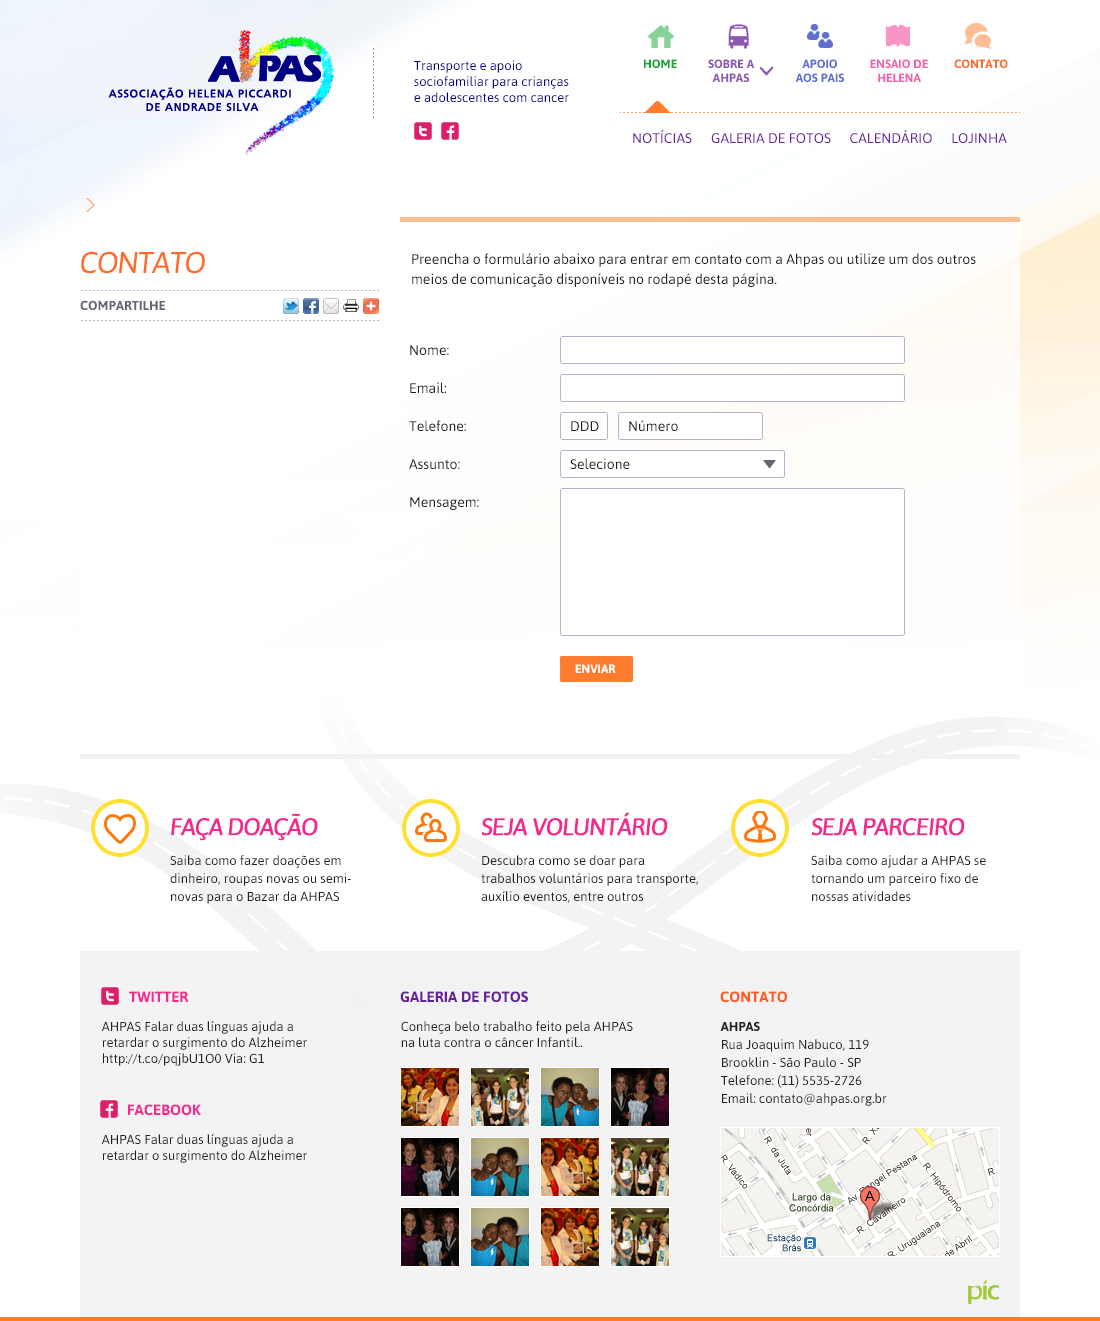 AHPAS
ASSOCIAÇÃO HELENA PICCARDI
DE ANDRADE SILVA
Transporte e apoio
sociofamiliar para crianças
e adolescentes com cancer
HOME
SOBRE A
AHPAS
APOIO
AOS PAIS
ENSAIO DE
HELENA
CONTATO
NOTÍCIAS GALERIA DE FOTOS CALENDÁRIO LOJINHA
CONTATO
COMPARTILHE
Preencha o formulário abaixo para entrar em contato com a Ahpas ou utilize um dos outros
meios de comunicação disponíveis no rodapé desta página.
Nome:
Email:
Telefone: DDD Número
Assunto: Selecione
Mensagem:
ENVIAR
FAÇA DOAÇÃO
Saiba como fazer doações em
dinheiro, roupas novas ou semi-
novas para o Bazar da AHPAS
SEJA VOLUNTÁRIO
Descubra como se doar para
trabalhos voluntários para transporte,
auxílio eventos, entre outros
SEJA PARCEIRO
Saiba como ajudar a AHPAS se
tornando um parceiro fixo de
nossas atividades
TWITTER
AHPAS Falar duas línguas ajuda a
retardar o surgimento do Alzheimer
http://t.co/pqjbU1O0 Via: G1
FACEBOOK
AHPAS Falar duas línguas ajuda a
retardar o surgimento do Alzheimer
GALERIA DE FOTOS
Conheça belo trabalho feito pela AHPAS
na luta contra o câncer Infantil..
CONTATO
AHPAS
Rua Joaquim Nabuco, 119
Brooklin - São Paulo - SP
Telefone: (11) 5535-2726
Email: contato@ahpas.org.br
R. da Juta
R. Vadico
Av. Rangel Pestana
R. Hipódromo
Largo da
Concórdia
A
R. Cavalheiro
R. Uruguaiana
de Abril
Estação
Brás
pic